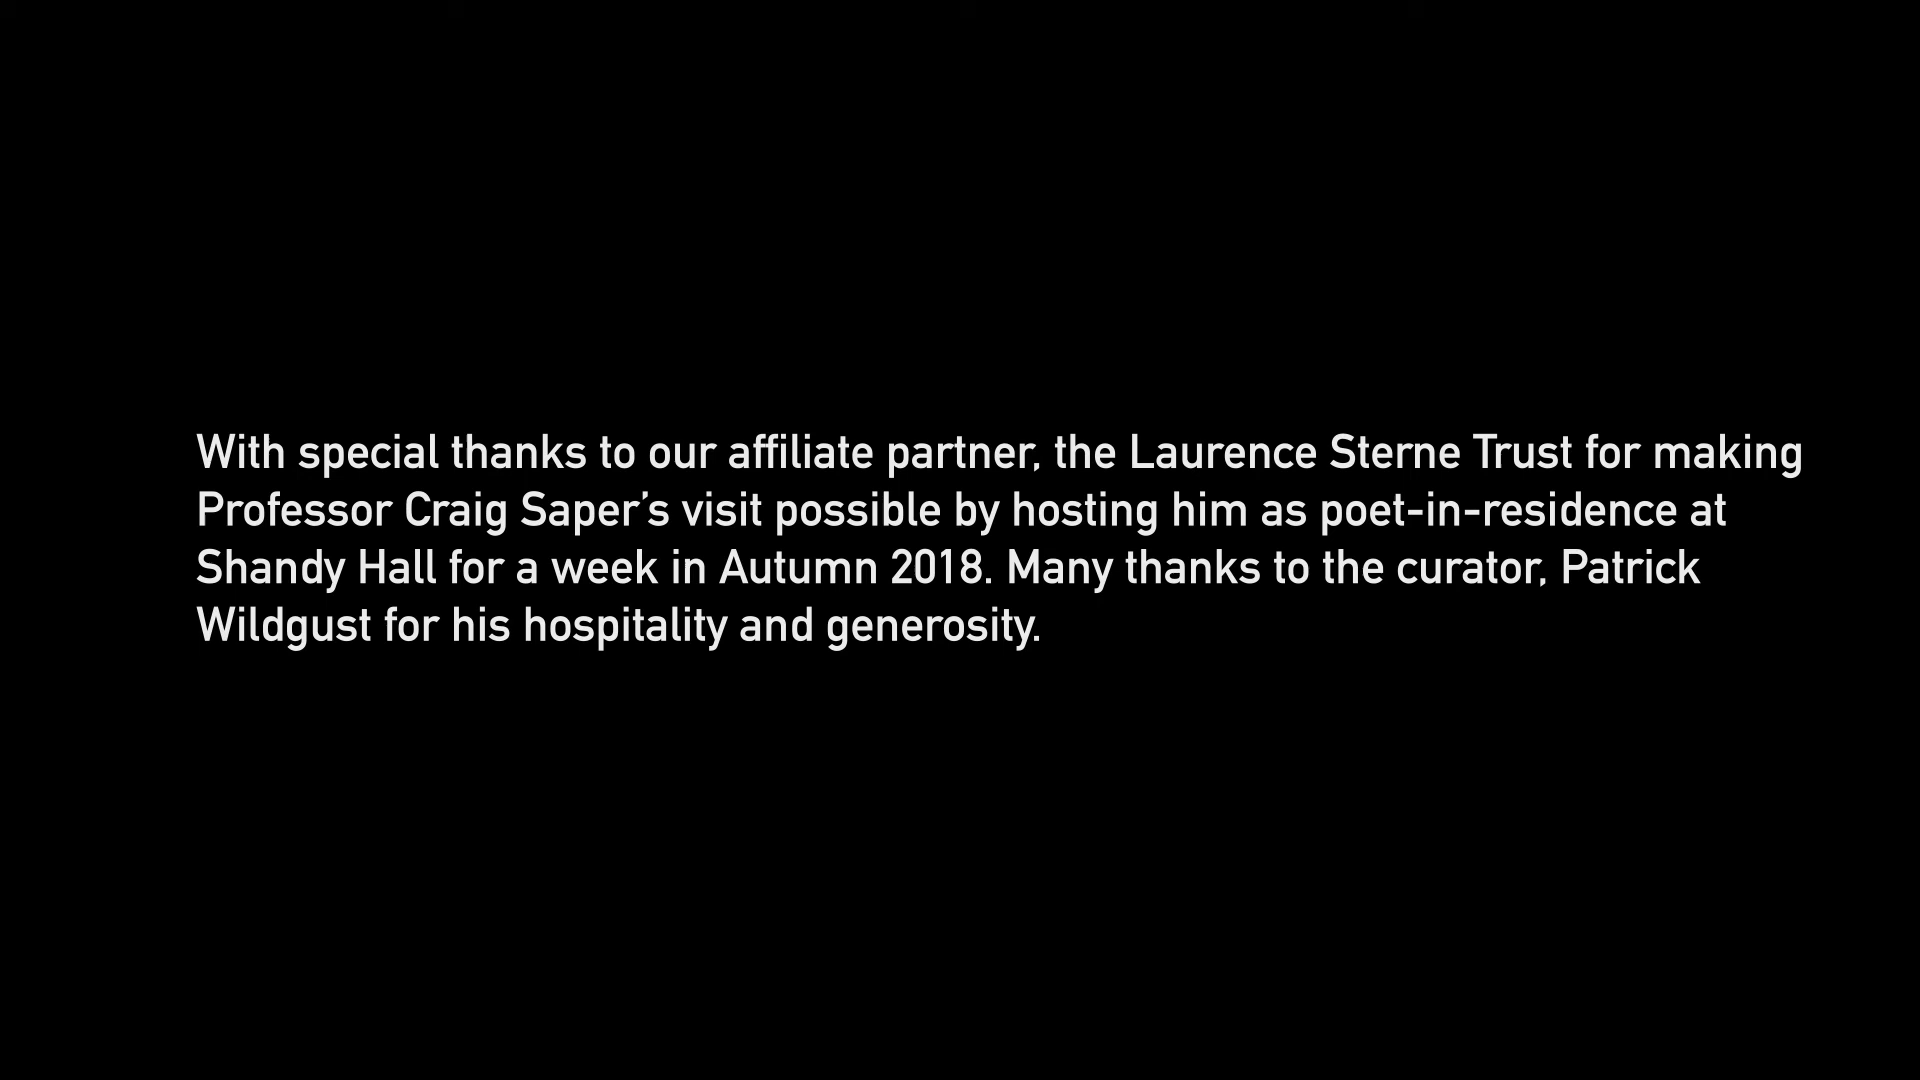 With special thanks to our affiliate partner, the Laurence Sterne Trust for making
Professor Craig Saper’s visit possible by hosting him as poet-in-residence at
Shandy Hall for a week in Autumn 2018. Many thanks to the curator, Patrick
Wildgust for his hospitality and generosity.